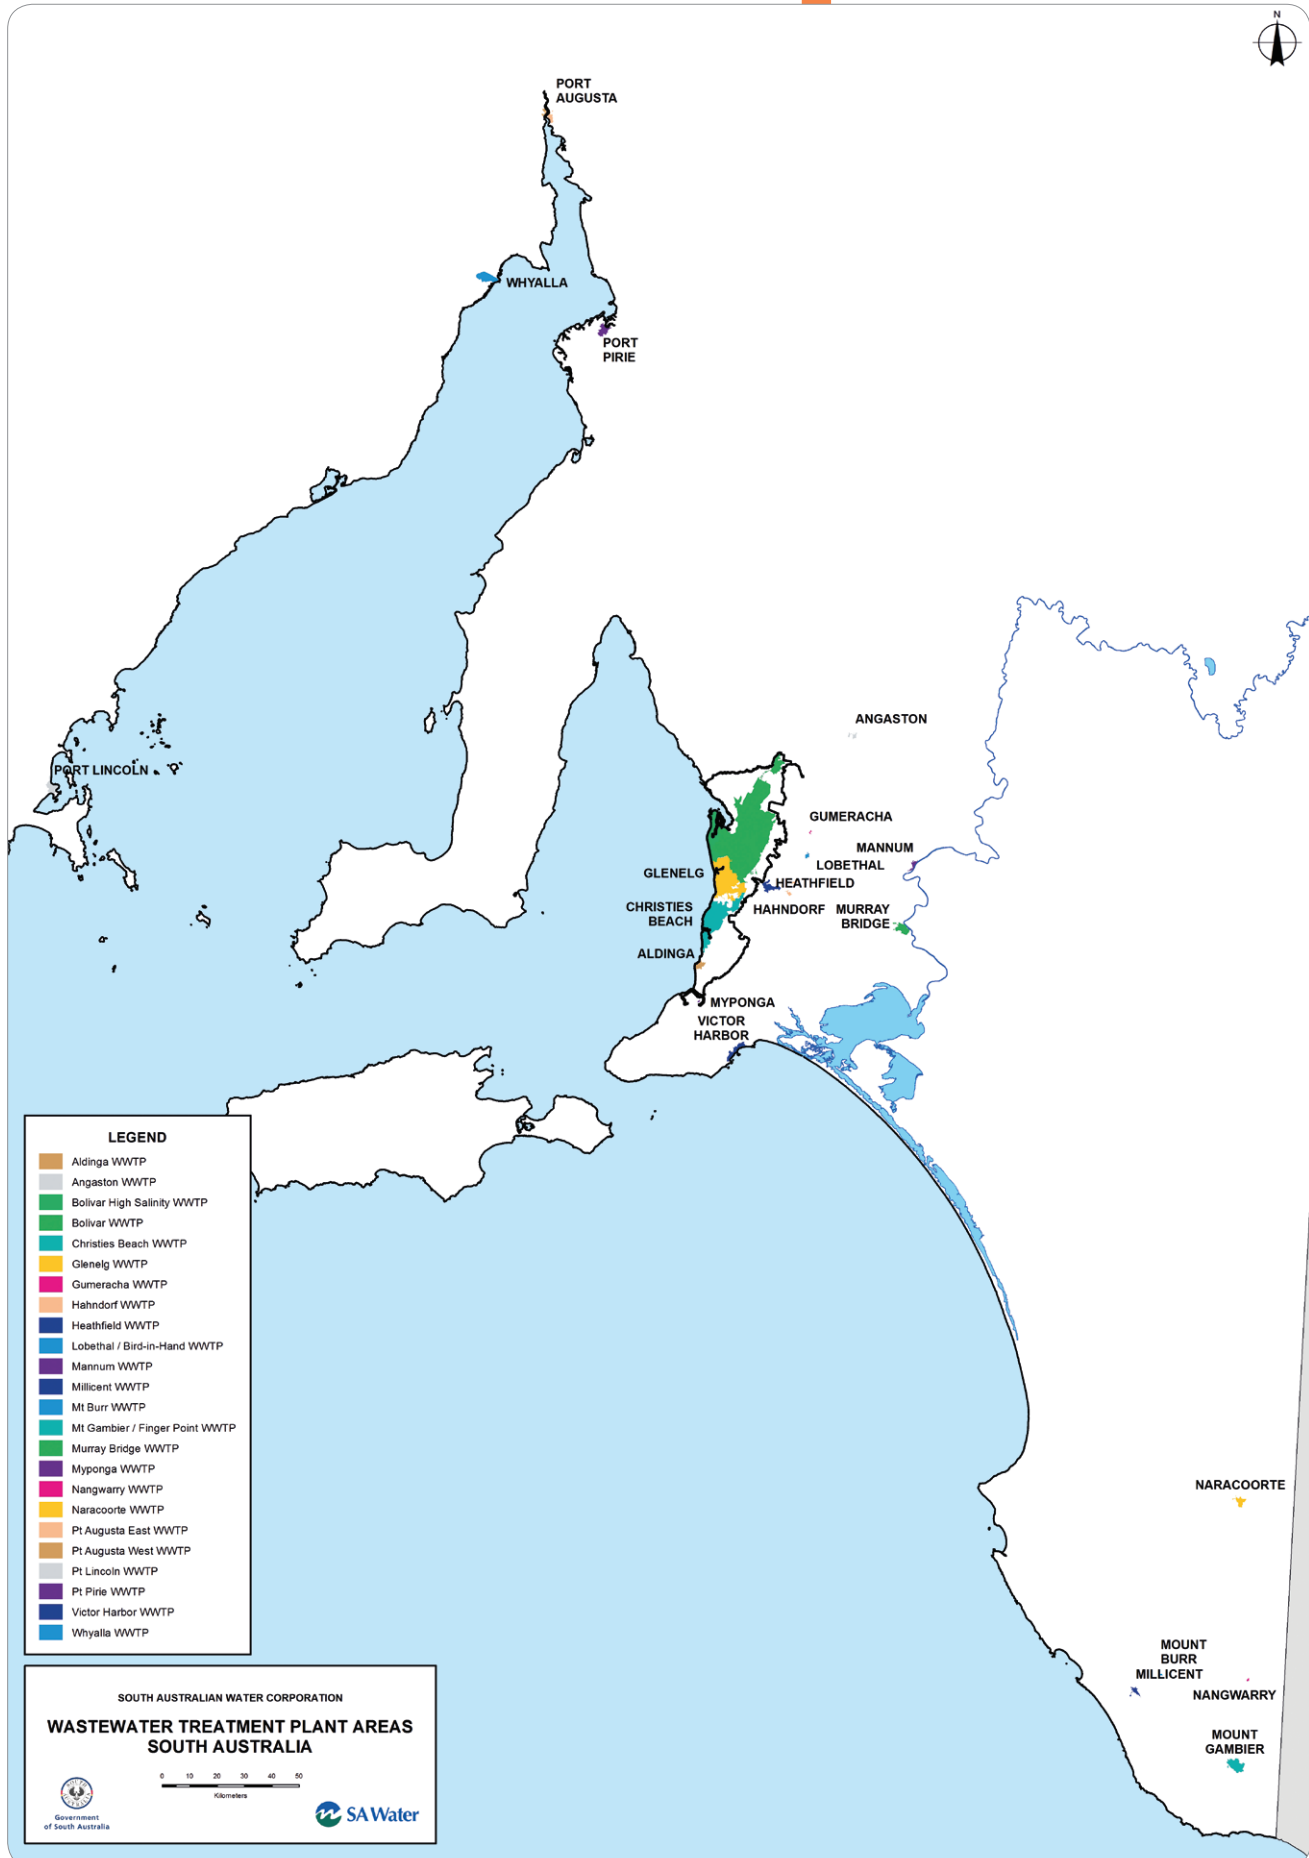 N
PORT
AUGUSTA
WHYALLA
PORT
PIRIE
ANGASTON
PORT LINCOLN
GUMERACHA
MANNUM
LOBETHAL
GLENELG
HEATHFIELD
CHRISTIES
BEACH
HAHNDORF
MURRAY
BRIDGE
ALDINGA
MYPONGA
VICTOR
HARBOR
LEGEND
Aldinga WWTP
Angaston WWTP
Bolivar High Salinity WWTP
Bolivar WWTP
Christies Beach WWTP
Glenelg WWTP
Gumeracha WWTP
Hahndorf WWTP
Heathfield WWTP
Lobethal / Bird-in-Hand WWTP
Mannum WWTP
Millicent WWTP
Mt Burr WWTP
Mt Gambier / Finger Point WWTP
Murray Bridge WWTP
Myponga WWTP
Nangwarry WWTP
Naracoorte WWTP
Pt Augusta East WWTP
Pt Augusta West WWTP
Pt Lincoln WWTP
Pt Pirie WWTP
Victor Harbor WWTP
Whyalla WWTP
NARACOORTE
MOUNT
BURR
MILLICENT
NANGWARRY
MOUNT
GAMBIER
SOUTH AUSTRALIAN WATER CORPORATION
WASTEWATER TREATMENT PLANT AREAS
SOUTH AUSTRALIA
0 10 20 30 40 50
Kilometers
Government
of South Australia
SA Water